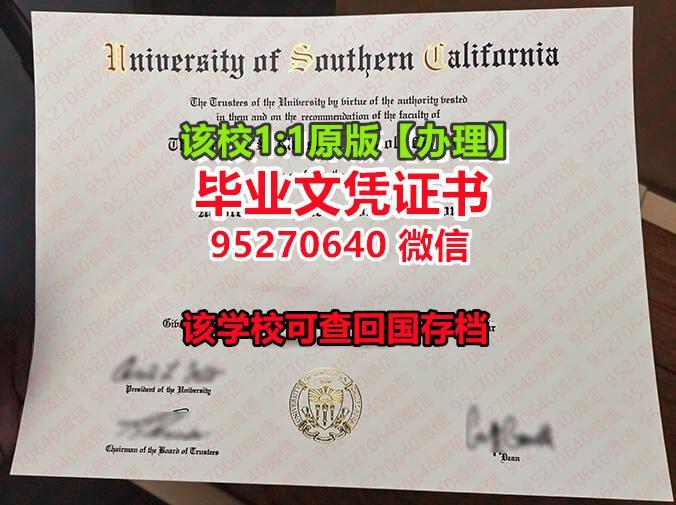 University of Southern California
The Trustees of the University by virtue of the authority vested
in them and on the recommendation of the faculty of
该校1:1原版【办理】
毕业文凭证书
95270640 微信
该学校可查回国存档
President of the University
Chairman of the Board of Trustees
Dean